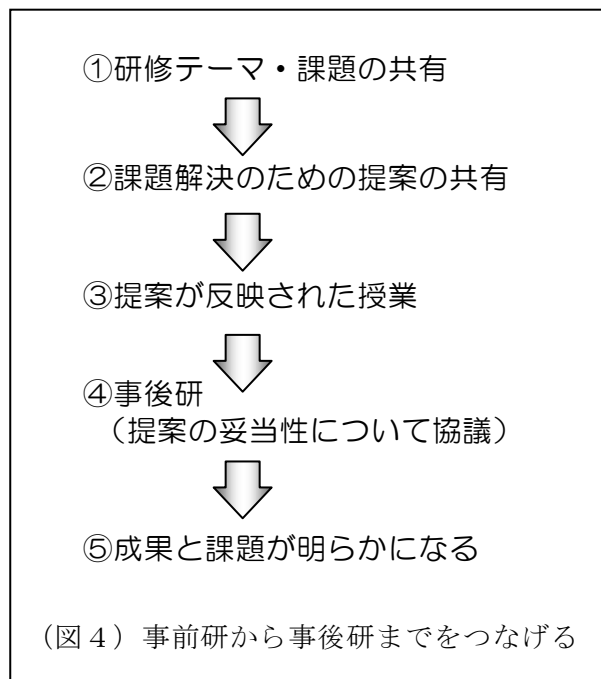 ①研修テーマ・課題の共有
②課題解決のための提案の共有
③提案が反映された授業
④事後研
（提案の妥当性について協議）
⑤成果と課題が明らかになる
（図４）事前研から事後研までをつなげる